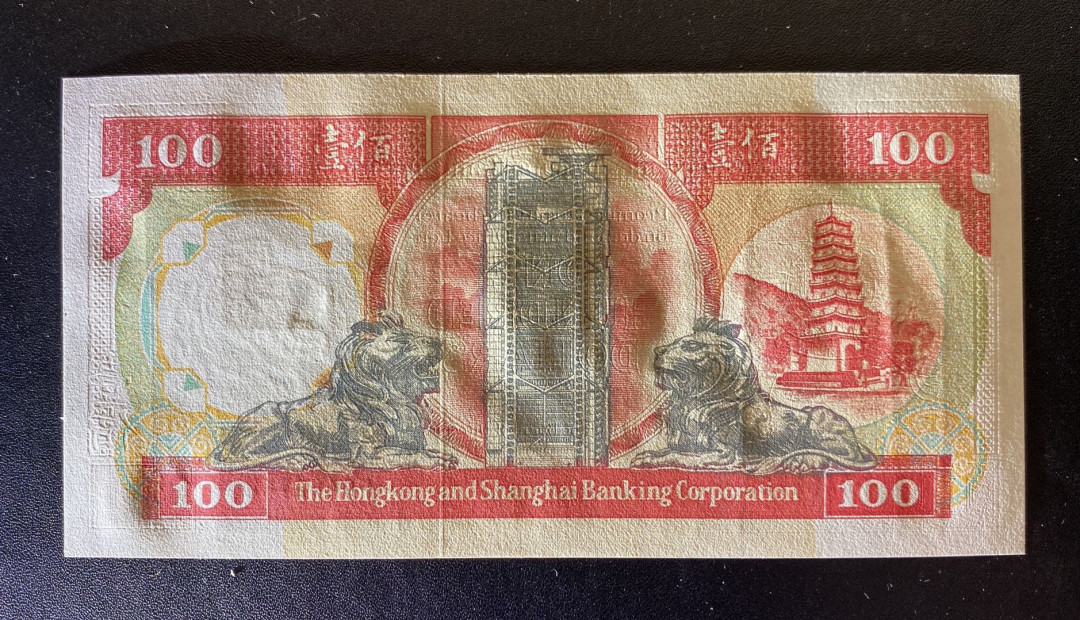 100 壹佰 壹佰 100
100 The Hongkong and Shanghai Banking Corporation 100